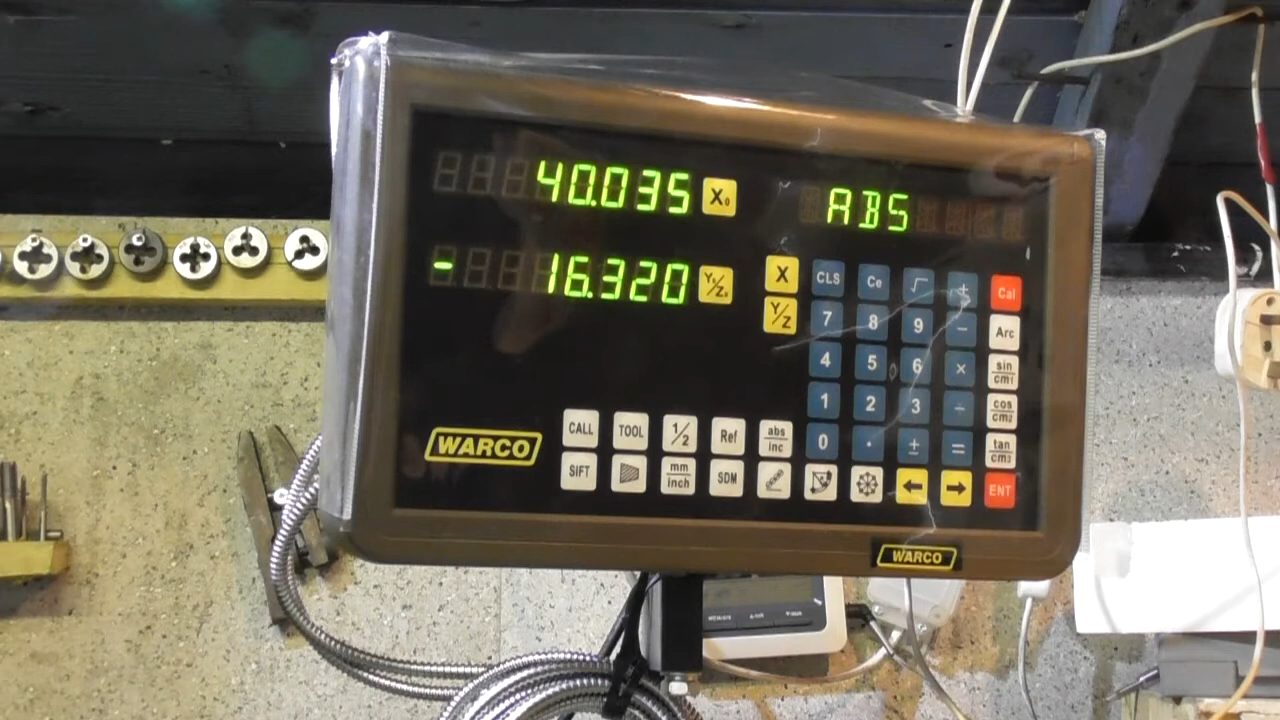 40.035 X₀ ABS
- 16.320 Y₀/Z₀
X CLS Ce √ + Cal
Y/Z 7 8 9 - Arc
4 5 6 × sin/cm1
1 2 3 ÷ cos/cm2
CALL TOOL 1/2 Ref abs/inc 0 · ± = tan/cm3
WARCO
SIFT mm/inch SDM ← → ENT
WARCO